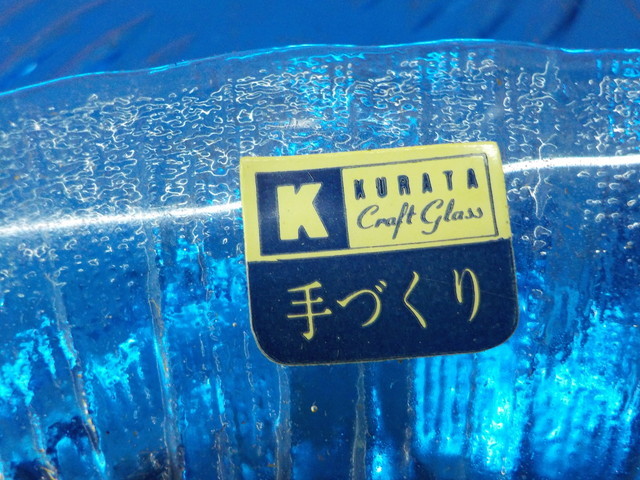 K
KURATA
Craft Glass
手づくり